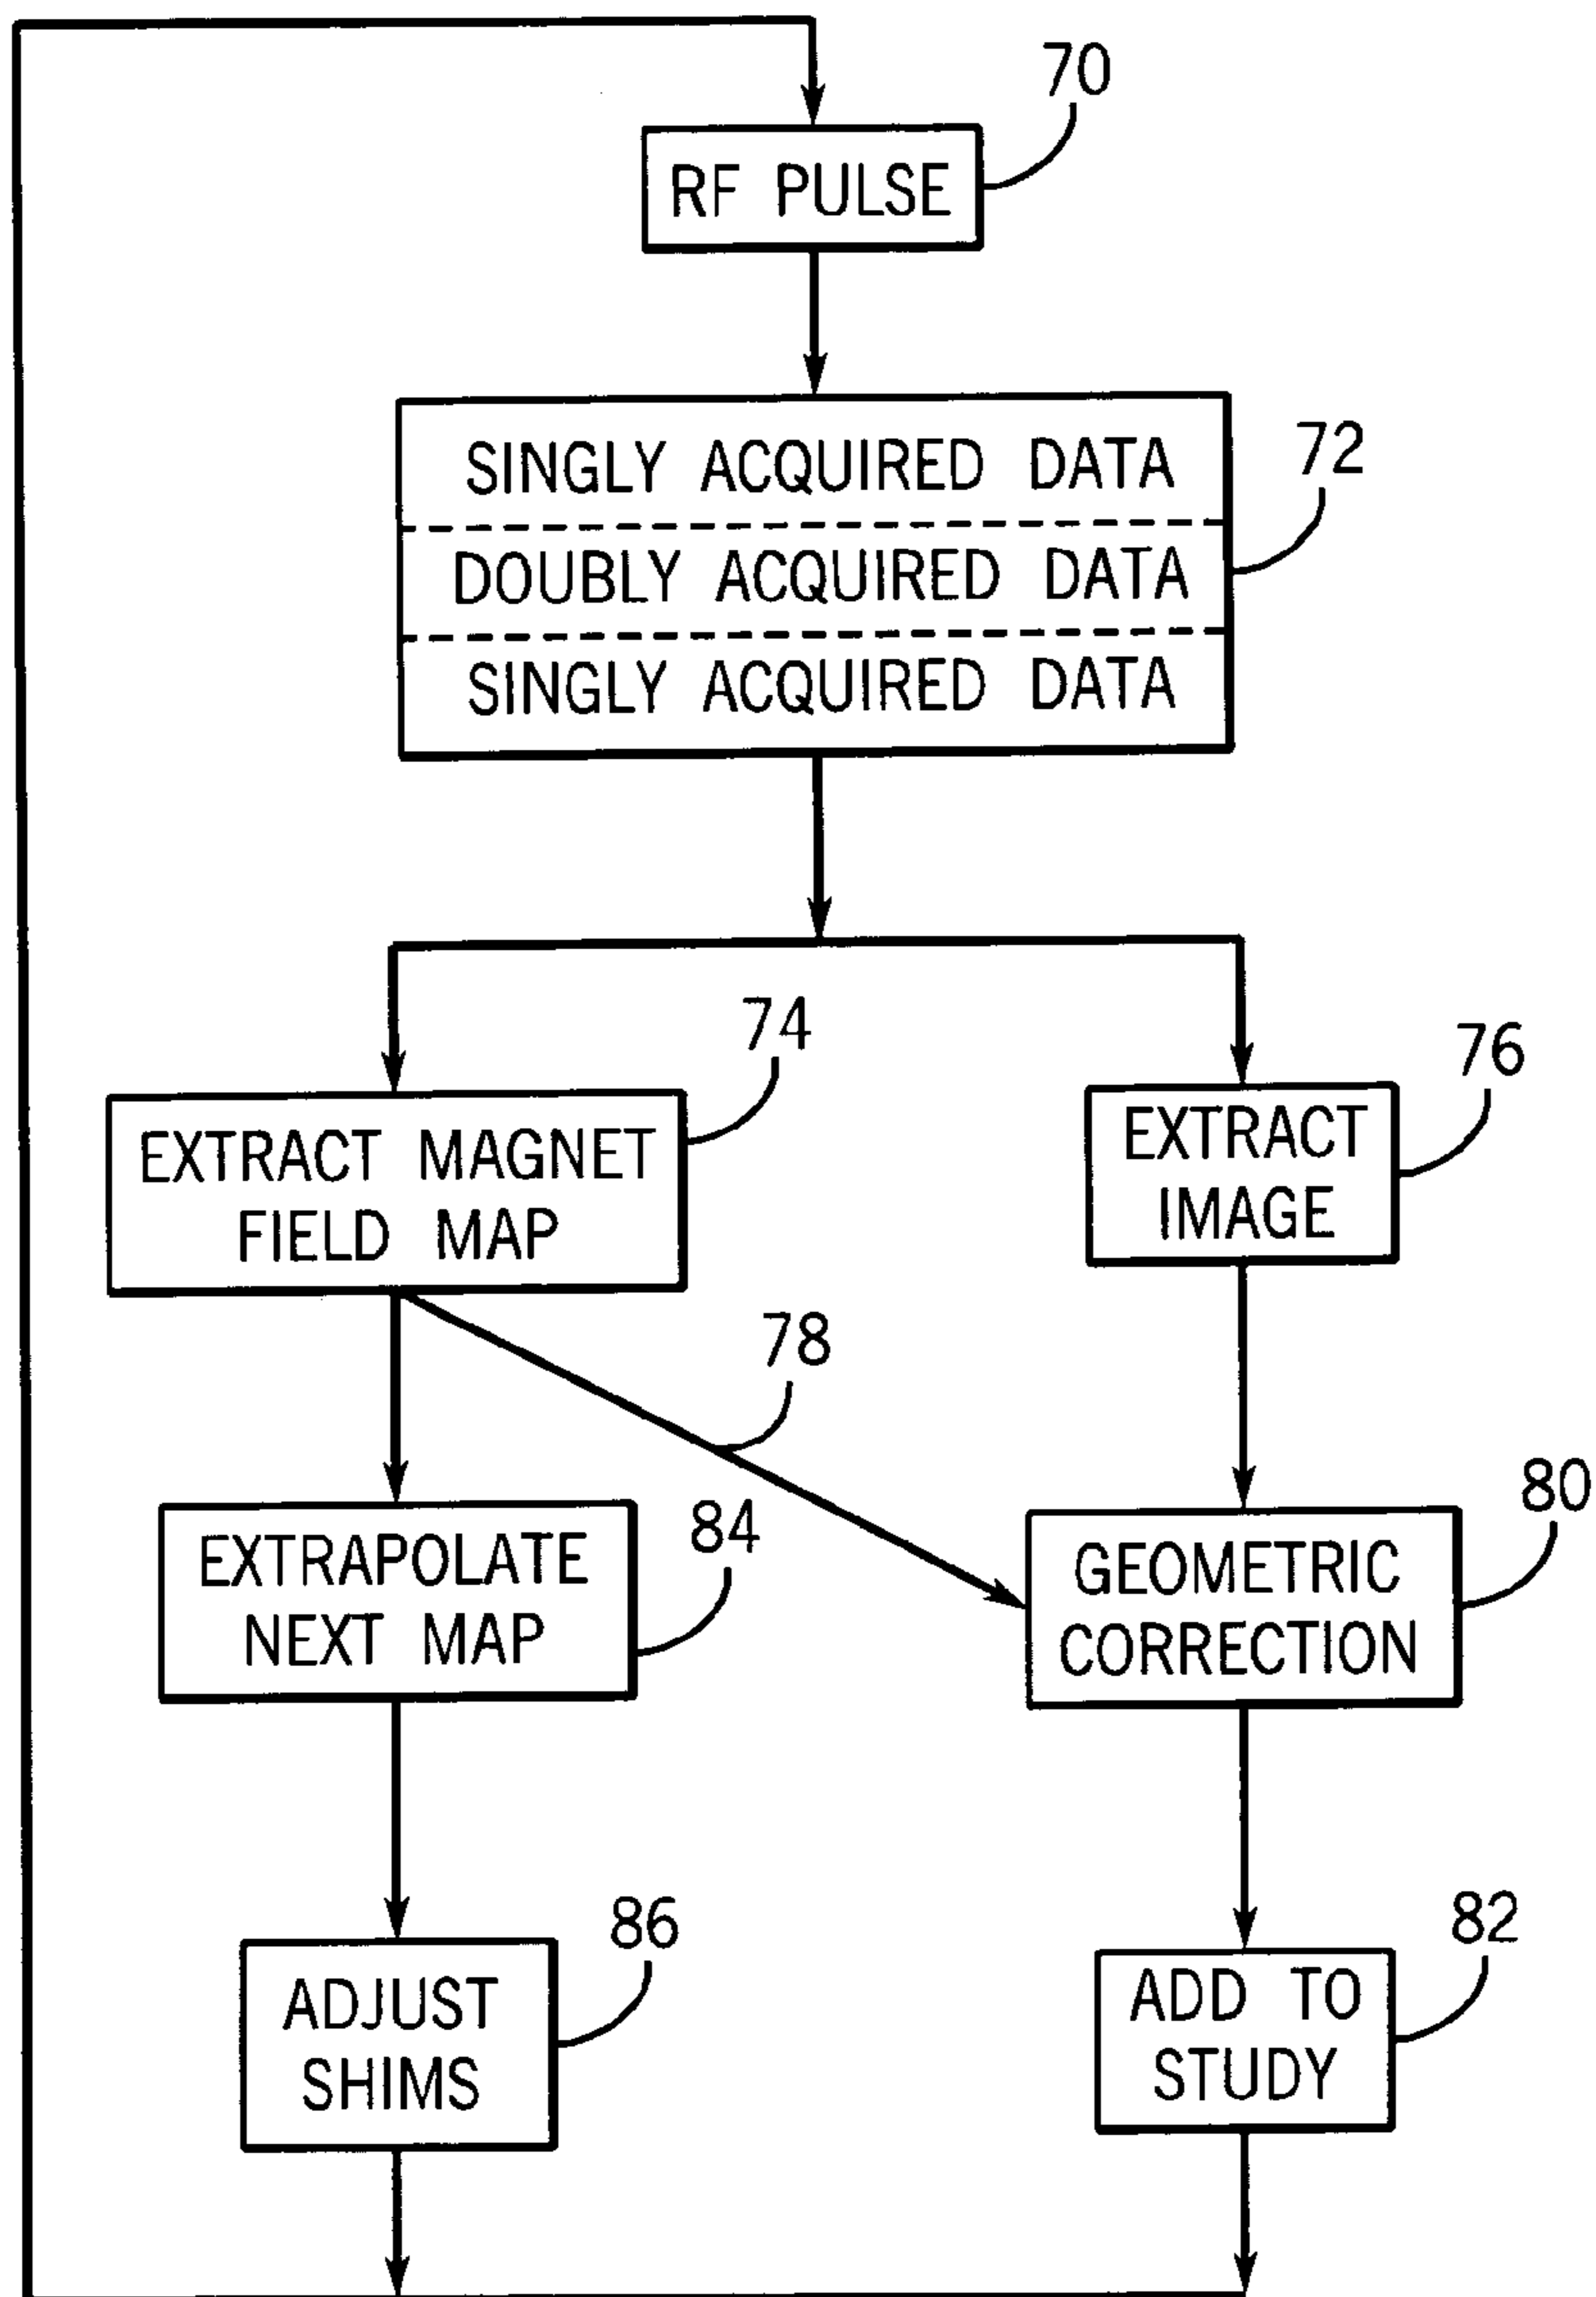 70
RF PULSE
72
SINGLY ACQUIRED DATA
DOUBLY ACQUIRED DATA
SINGLY ACQUIRED DATA
74
EXTRACT MAGNET
FIELD MAP
76
EXTRACT
IMAGE
78
84
EXTRAPOLATE
NEXT MAP
80
GEOMETRIC
CORRECTION
86
ADJUST
SHIMS
82
ADD TO
STUDY